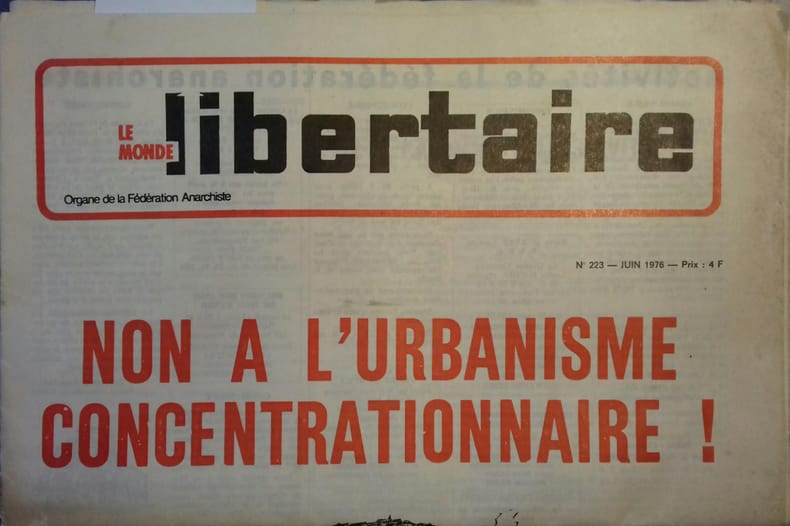 LE
MONDE
libertaire
Organe de la Fédération Anarchiste
N° 223 — JUIN 1976 — Prix : 4 F
NON A L'URBANISME
CONCENTRATIONNAIRE !